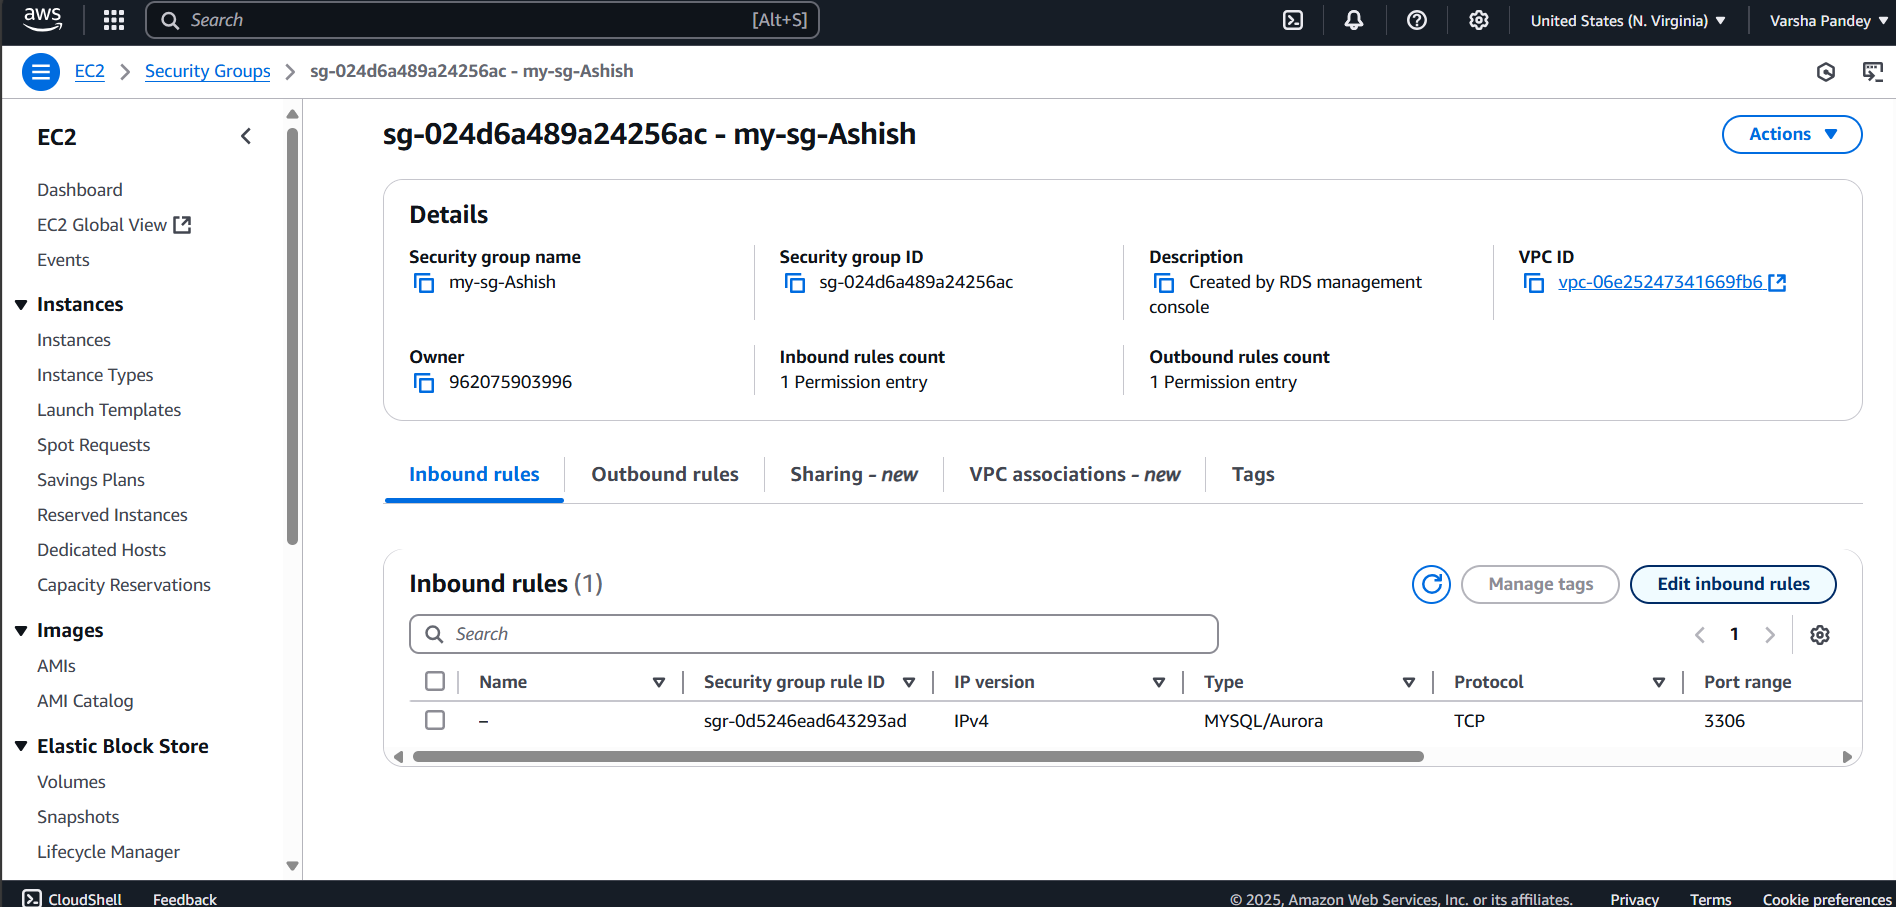 aws
Search [Alt+S]
United States (N. Virginia)
Varsha Pandey
EC2
Security Groups
sg-024d6a489a24256ac - my-sg-Ashish
EC2
Dashboard
EC2 Global View
Events
Instances
Instances
Instance Types
Launch Templates
Spot Requests
Savings Plans
Reserved Instances
Dedicated Hosts
Capacity Reservations
Images
AMIs
AMI Catalog
Elastic Block Store
Volumes
Snapshots
Lifecycle Manager
sg-024d6a489a24256ac - my-sg-Ashish
Actions
Details
Security group name
my-sg-Ashish
Security group ID
sg-024d6a489a24256ac
Description
Created by RDS management
console
VPC ID
vpc-06e25247341669fb6
Owner
962075903996
Inbound rules count
1 Permission entry
Outbound rules count
1 Permission entry
Inbound rules
Outbound rules
Sharing - new
VPC associations - new
Tags
Inbound rules (1)
Manage tags
Edit inbound rules
Search
1
Name Security group rule ID IP version Type Protocol Port range
– sgr-0d5246ead643293ad IPv4 MYSQL/Aurora TCP 3306
CloudShell Feedback © 2025, Amazon Web Services, Inc. or its affiliates. Privacy Terms Cookie preferences